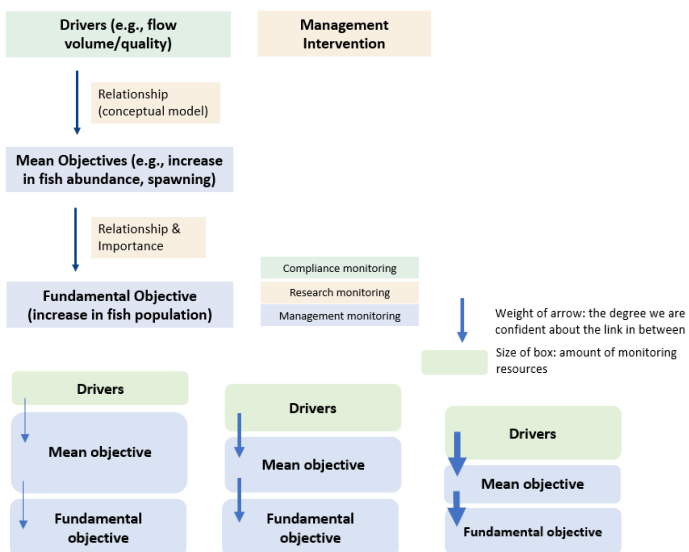 Drivers (e.g., flow
volume/quality)
Management
Intervention
Relationship
(conceptual model)
Mean Objectives (e.g., increase
in fish abundance, spawning)
Relationship &
Importance
Fundamental Objective
(increase in fish population)
Compliance monitoring
Research monitoring
Management monitoring
Weight of arrow: the degree we are
confident about the link in between
Size of box: amount of monitoring
resources
Drivers
Mean objective
Fundamental
objective
Drivers
Mean objective
Fundamental
objective
Drivers
Mean objective
Fundamental objective